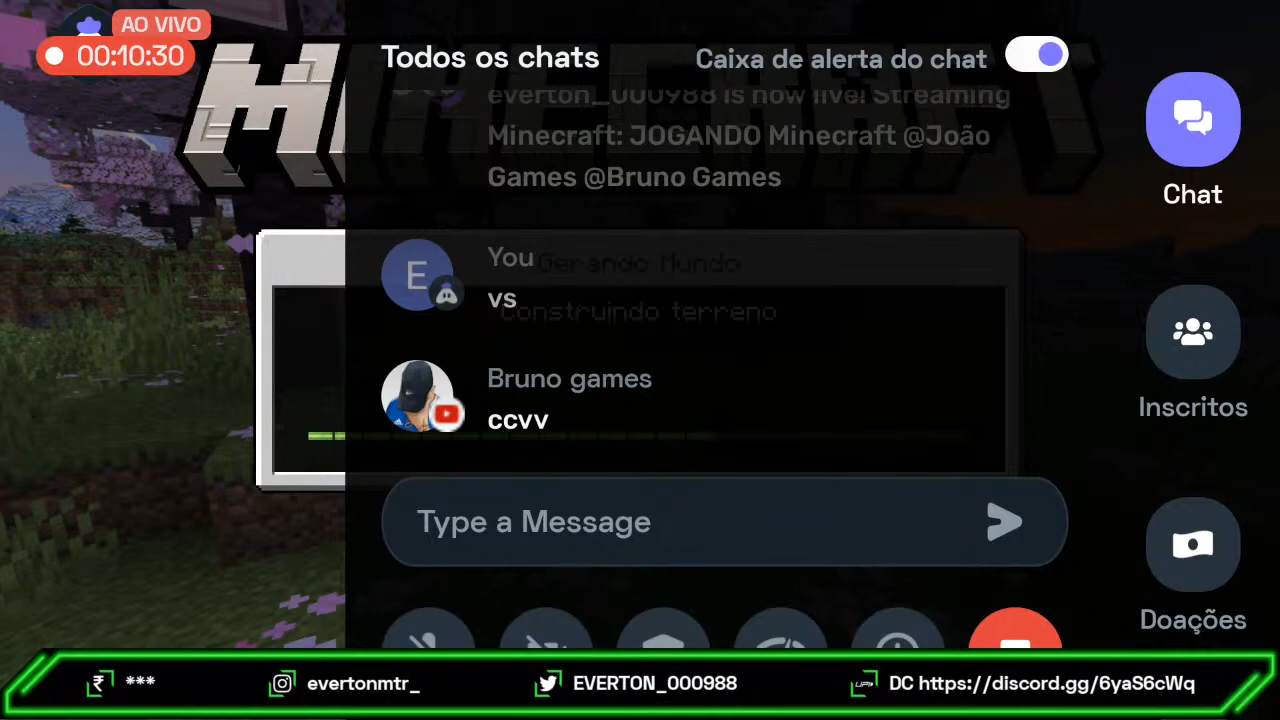 AO VIVO
00:10:30
MINECRAFT
Todos os chats
Caixa de alerta do chat
everton_000988 is now live! Streaming
Minecraft: JOGANDO Minecraft @João
Games @Bruno Games
Chat
You
Gerando Mundo
vs
Construindo terreno
Inscritos
Bruno games
ccvv
Type a Message
Doações
₹ ***
evertonmtr_
EVERTON_000988
UPI DC https://discord.gg/6yaS6cWq